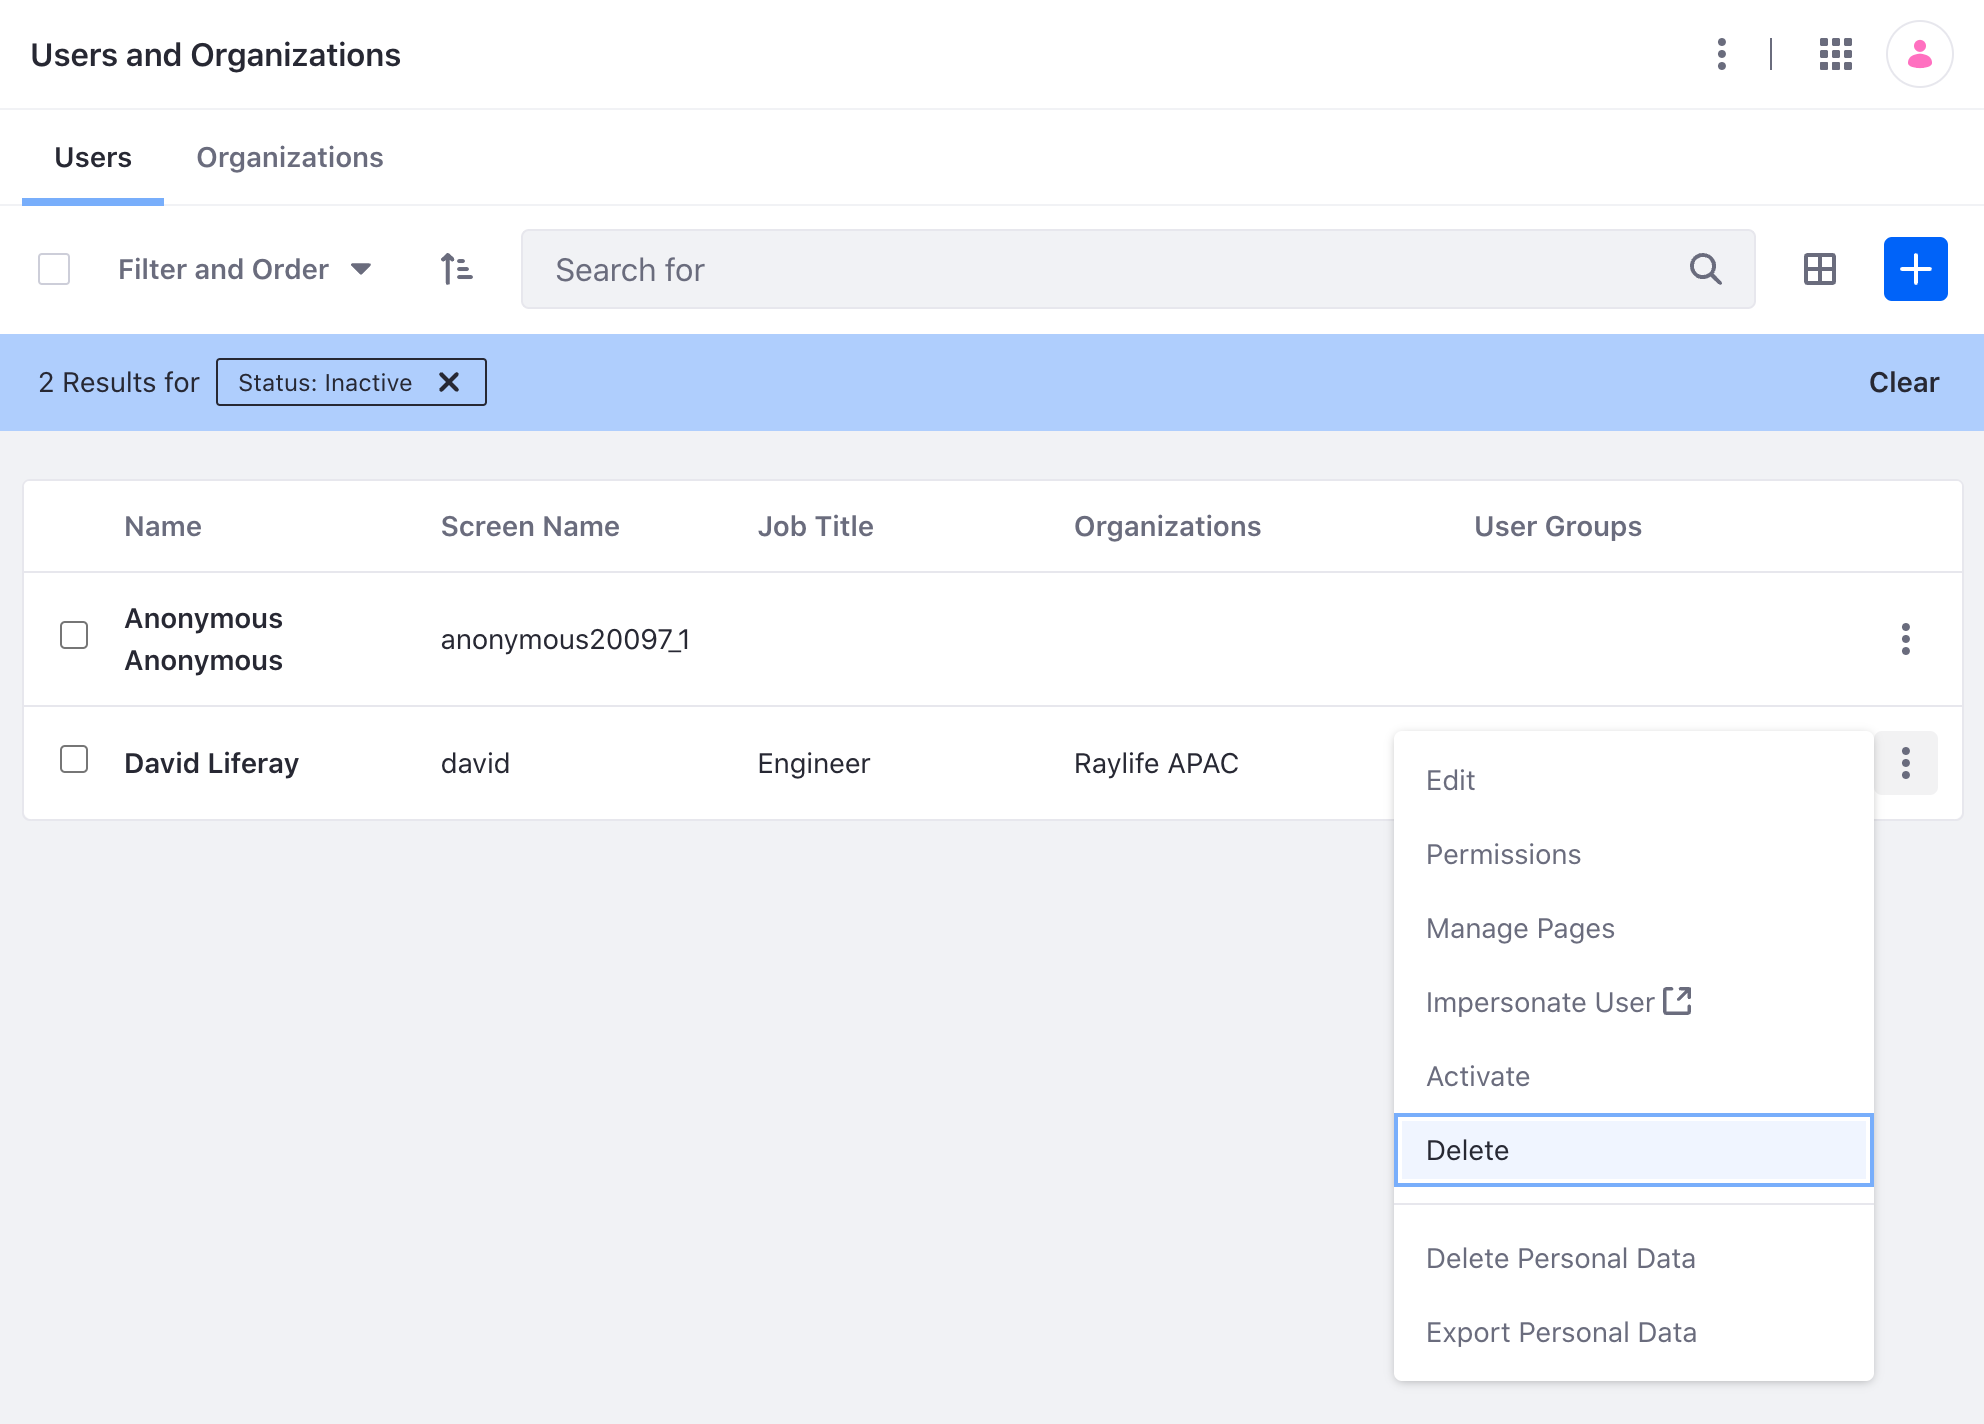 Users and Organizations
Users
Organizations
Filter and Order
Search for
2 Results for
Status: Inactive
Clear
Name
Screen Name
Job Title
Organizations
User Groups
Anonymous
Anonymous
anonymous20097_1
David Liferay
david
Engineer
Raylife APAC
Edit
Permissions
Manage Pages
Impersonate User
Activate
Delete
Delete Personal Data
Export Personal Data